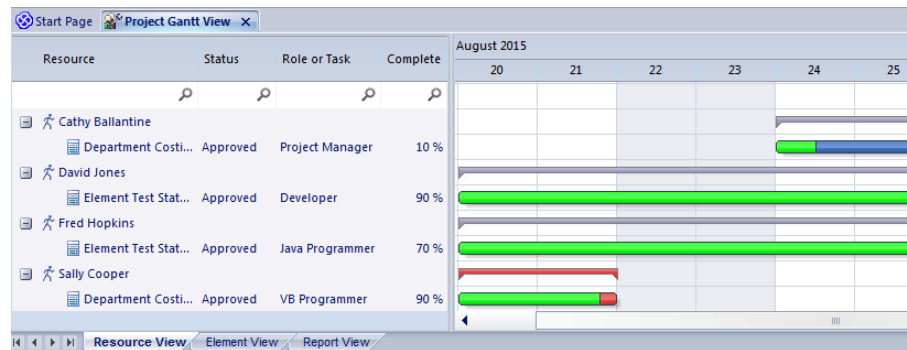 Start Page Project Gantt View X
August 2015
Resource Status Role or Task Complete
20 21 22 23 24 25
Cathy Ballantine
Department Costi... Approved Project Manager 10 %
David Jones
Element Test Stat... Approved Developer 90 %
Fred Hopkins
Element Test Stat... Approved Java Programmer 70 %
Sally Cooper
Department Costi... Approved VB Programmer 90 %
Resource View Element View Report View